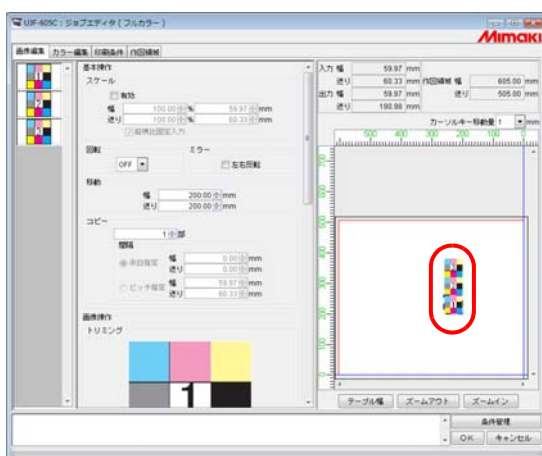 UJF-605C : ジョブエディタ ( フルカラー )
Mimaki
画像編集 カラー編集 印刷条件 作図領域
1
2
3
基本操作
スケール
有効
幅 100.00 % 59.97 mm
送り 100.00 % 60.33 mm
縦横比固定入力
回転 ミラー
OFF 左右反転
移動
幅 200.00 mm
送り 200.00 mm
コピー
1 部
間隔
余白指定 幅 0.00 mm
送り 0.00 mm
ピッチ指定 幅 59.97 mm
送り 60.33 mm
画像操作
トリミング
1
入力 幅 59.97 mm
送り 60.33 mm 作図領域 幅 605.00 mm
出力 幅 59.97 mm 送り 505.00 mm
送り 180.98 mm
カーソルキー移動量 1 mm
500 400 300 200 100 0
テーブル幅 ズームアウト ズームイン
条件管理
OK キャンセル